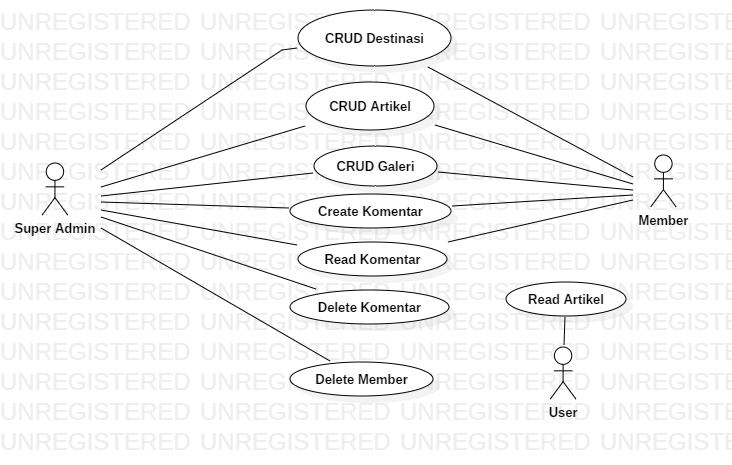 CRUD Destinasi
CRUD Artikel
CRUD Galeri
Create Komentar
Super Admin
Member
Read Komentar
Delete Komentar
Read Artikel
Delete Member
User
UNREGISTERED